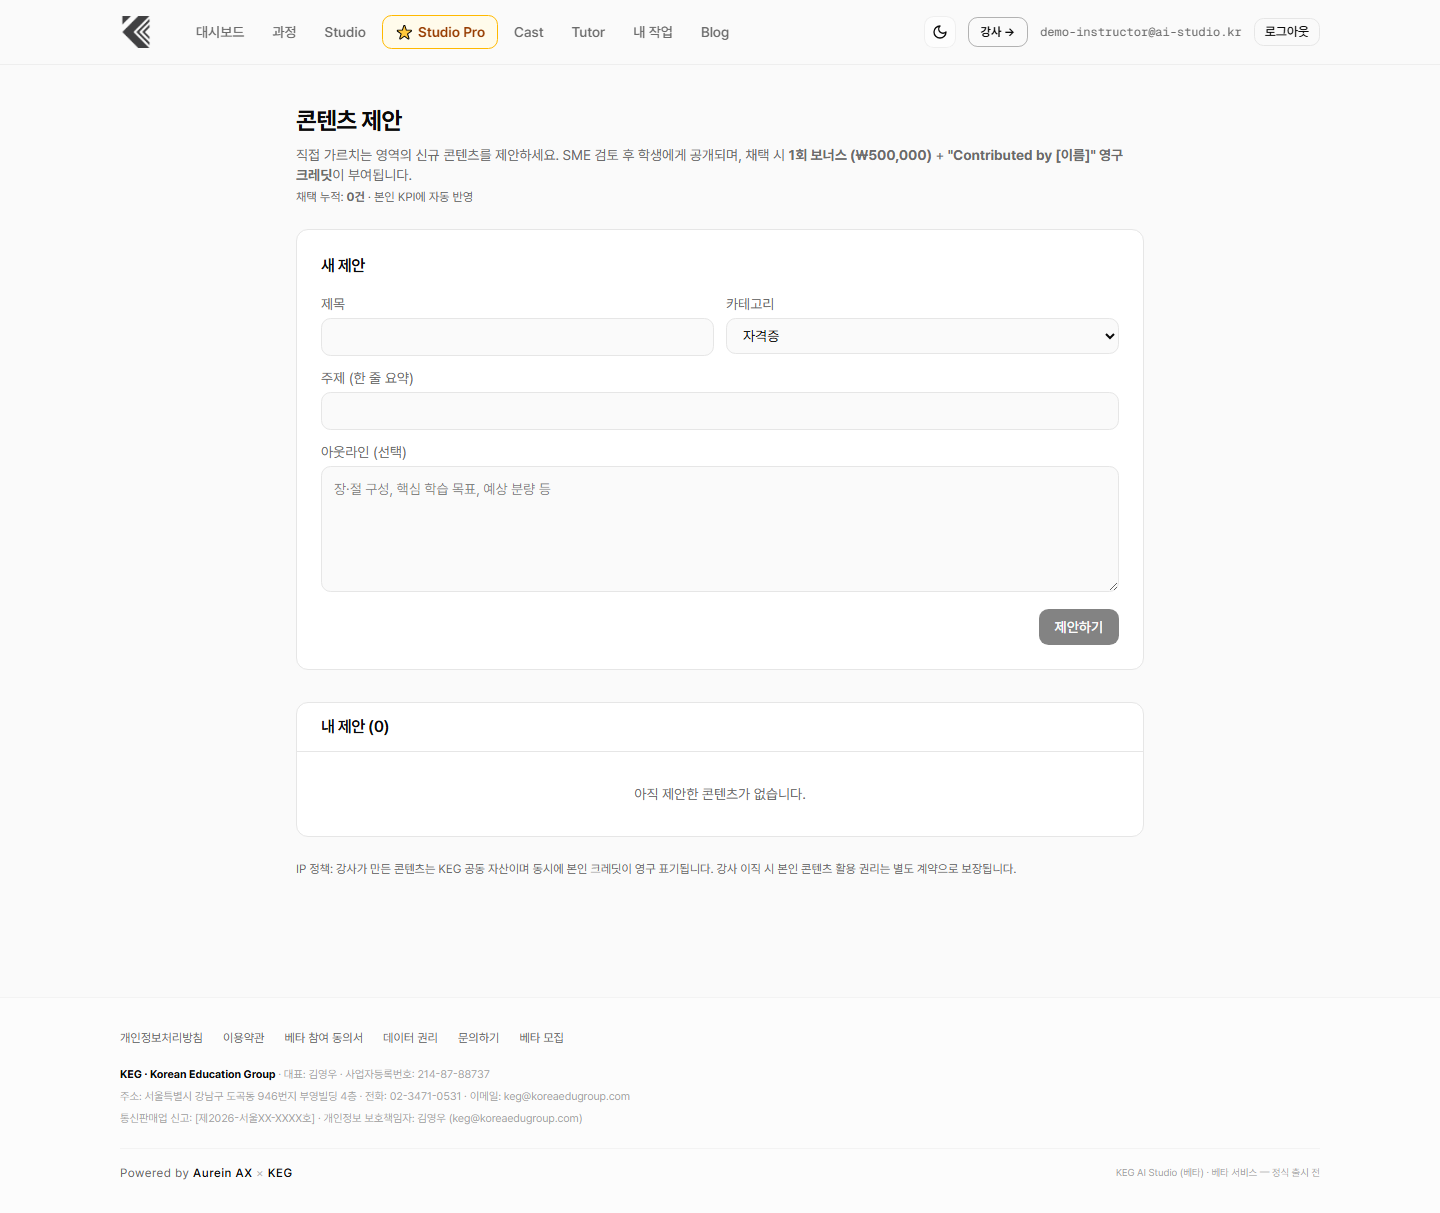 대시보드 과정 Studio Studio Pro Cast Tutor 내 작업 Blog 강사 → demo-instructor@ai-studio.kr 로그아웃
콘텐츠 제안
직접 가르치는 영역의 신규 콘텐츠를 제안하세요. SME 검토 후 학생에게 공개되며, 채택 시 1회 보너스 (₩500,000) + "Contributed by [이름]" 영구
크레딧이 부여됩니다.
채택 누적: 0건 · 본인 KPI에 자동 반영
새 제안
제목 카테고리
자격증
주제 (한 줄 요약)
아웃라인 (선택)
장·절 구성, 핵심 학습 목표, 예상 분량 등
제안하기
내 제안 (0)
아직 제안한 콘텐츠가 없습니다.
IP 정책: 강사가 만든 콘텐츠는 KEG 공동 자산이며 동시에 본인 크레딧이 영구 표기됩니다. 강사 이직 시 본인 콘텐츠 활용 권리는 별도 계약으로 보장됩니다.
개인정보처리방침 이용약관 베타 참여 동의서 데이터 권리 문의하기 베타 모집
KEG · Korean Education Group · 대표: 김영우 · 사업자등록번호: 214-87-88737
주소: 서울특별시 강남구 도곡동 946번지 부영빌딩 4층 · 전화: 02-3471-0531 · 이메일: keg@koreaedugroup.com
통신판매업 신고: [제2026-서울XX-XXXX호] · 개인정보 보호책임자: 김영우 (keg@koreaedugroup.com)
Powered by Aurein AX × KEG
KEG AI Studio (베타) · 베타 서비스 — 정식 출시 전